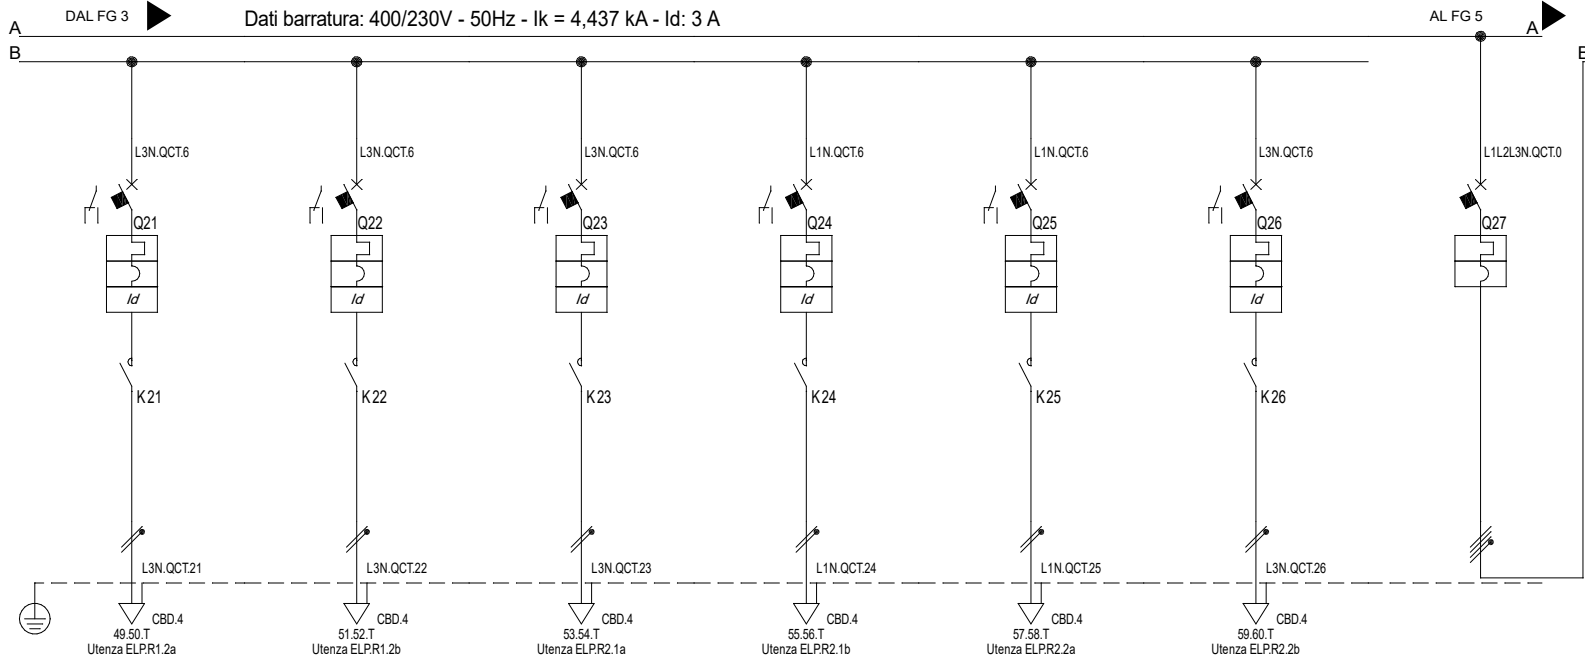 DAL FG 3
Dati barratura: 400/230V - 50Hz - Ik = 4,437 kA - Id: 3 A
AL FG 5
A
A
B
B
L3N.QCT.6
L3N.QCT.6
L3N.QCT.6
L1N.QCT.6
L1N.QCT.6
L3N.QCT.6
L1L2L3N.QCT.0
Q21
Q22
Q23
Q24
Q25
Q26
Q27
Id
Id
Id
Id
Id
Id
K21
K22
K23
K24
K25
K26
L3N.QCT.21
L3N.QCT.22
L3N.QCT.23
L1N.QCT.24
L1N.QCT.25
L3N.QCT.26
CBD.4
CBD.4
CBD.4
CBD.4
CBD.4
CBD.4
49.50.T
51.52.T
53.54.T
55.56.T
57.58.T
59.60.T
Utenza ELP.R1.2a
Utenza ELP.R1.2b
Utenza ELP.R2.1a
Utenza ELP.R2.1b
Utenza ELP.R2.2a
Utenza ELP.R2.2b